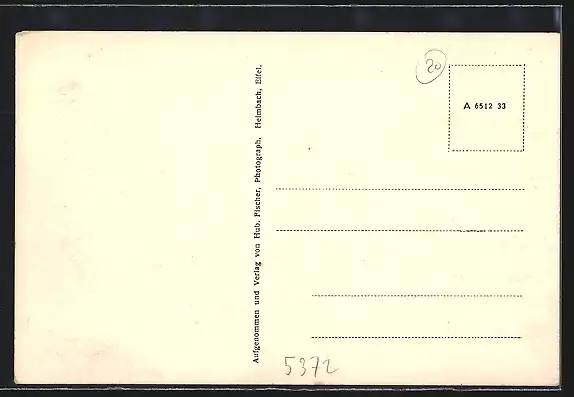 20
A 6512 33
Aufgenommen und Verlag von Hub. Fischer, Photograph, Heimbach, Eifel.
5372